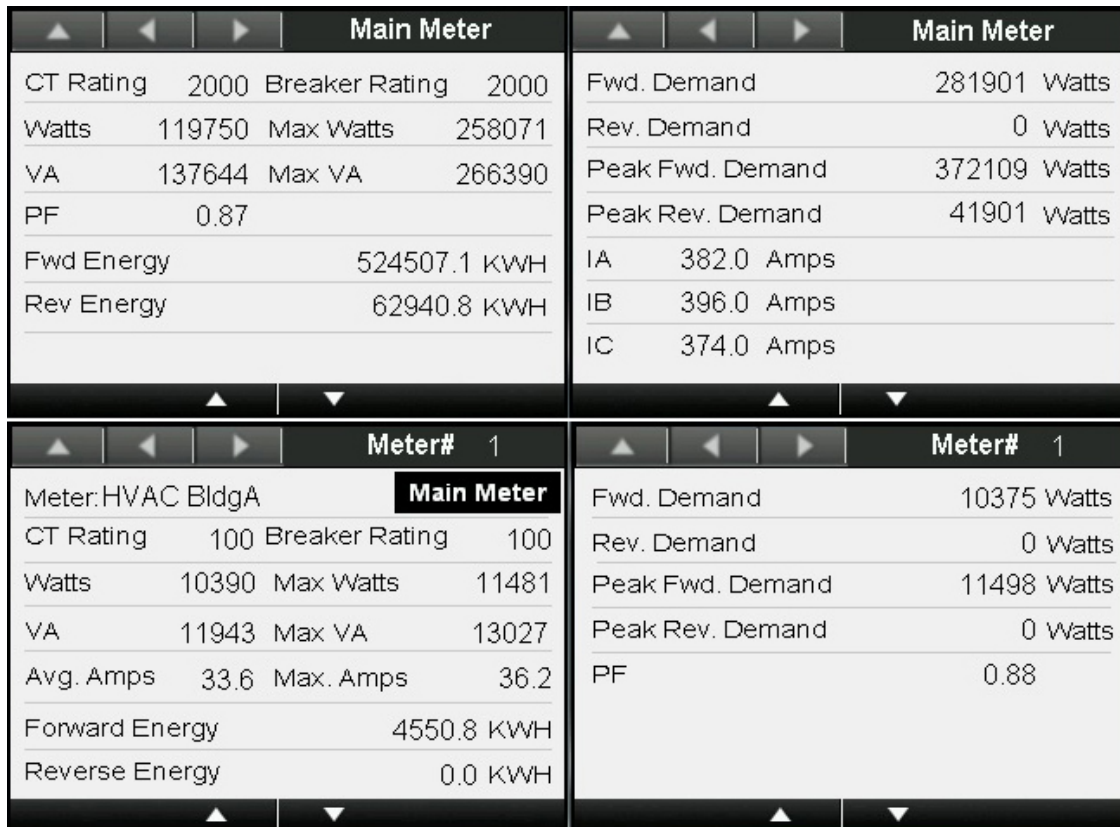 Main Meter
CT Rating 2000 Breaker Rating 2000
Watts 119750 Max Watts 258071
VA 137644 Max VA 266390
PF 0.87
Fwd Energy 524507.1 KWH
Rev Energy 62940.8 KWH
Main Meter
Fwd. Demand 281901 Watts
Rev. Demand 0 Watts
Peak Fwd. Demand 372109 Watts
Peak Rev. Demand 41901 Watts
IA 382.0 Amps
IB 396.0 Amps
IC 374.0 Amps
Meter# 1
Meter:HVAC BldgA Main Meter
CT Rating 100 Breaker Rating 100
Watts 10390 Max Watts 11481
VA 11943 Max VA 13027
Avg. Amps 33.6 Max. Amps 36.2
Forward Energy 4550.8 KWH
Reverse Energy 0.0 KWH
Meter# 1
Fwd. Demand 10375 Watts
Rev. Demand 0 Watts
Peak Fwd. Demand 11498 Watts
Peak Rev. Demand 0 Watts
PF 0.88